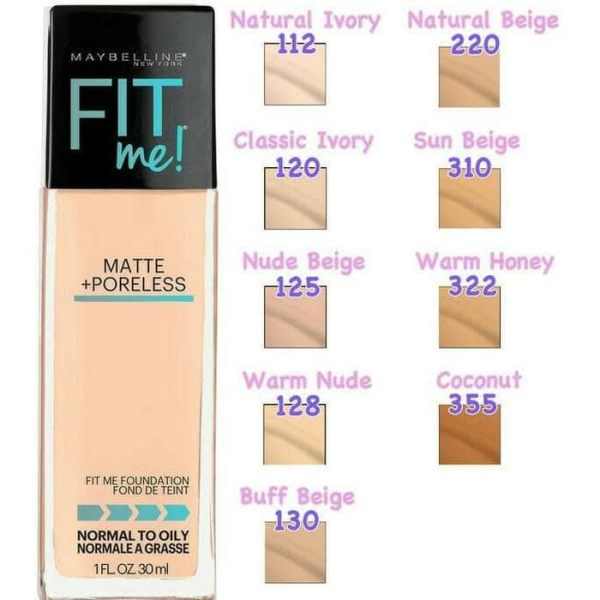 MAYBELLINE
NEW YORK
FIT
me!
MATTE
+PORELESS
FIT ME FOUNDATION
FOND DE TEINT
NORMAL TO OILY
NORMALE A GRASSE
1 FL. OZ. 30 ml
Natural Ivory
112
Classic Ivory
120
Nude Beige
125
Warm Nude
128
Buff Beige
130
Natural Beige
220
Sun Beige
310
Warm Honey
322
Coconut
355